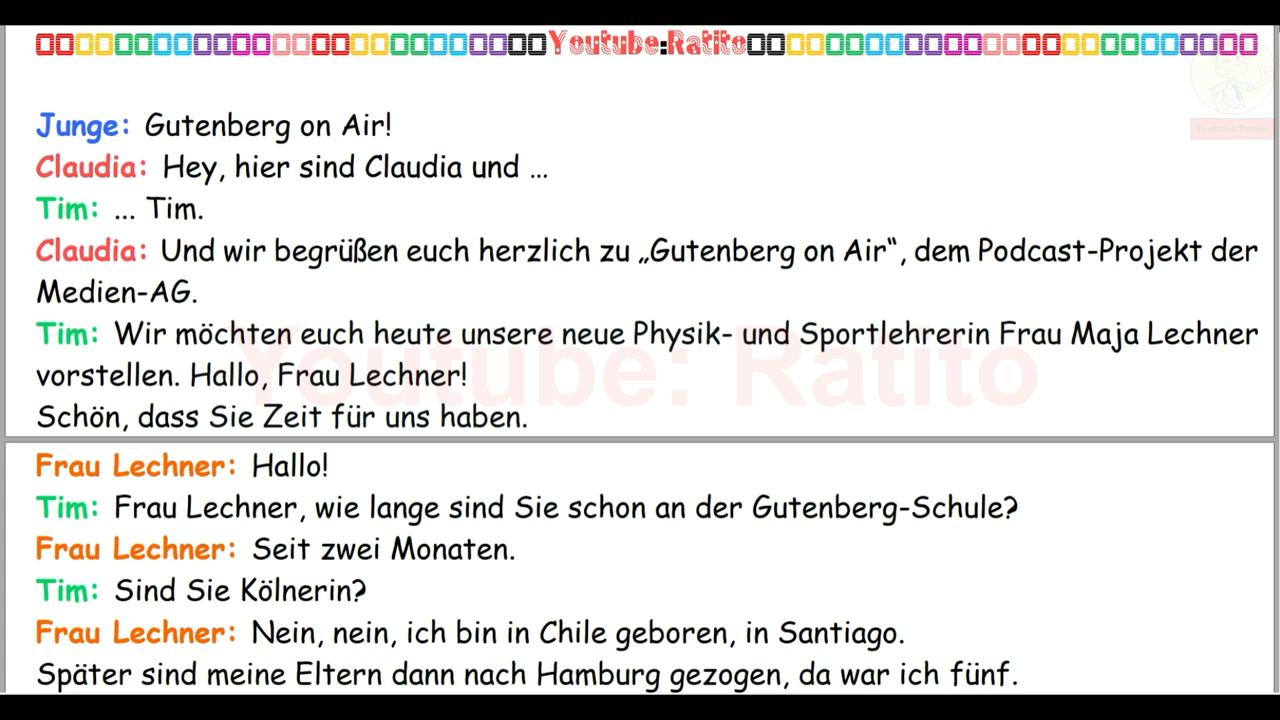 Youtube:Ratito
Junge: Gutenberg on Air!
Claudia: Hey, hier sind Claudia und ...
Tim: ... Tim.
Claudia: Und wir begrüßen euch herzlich zu „Gutenberg on Air“, dem Podcast-Projekt der
Medien-AG.
Tim: Wir möchten euch heute unsere neue Physik- und Sportlehrerin Frau Maja Lechner
vorstellen. Hallo, Frau Lechner!
Youtube: Ratito
Schön, dass Sie Zeit für uns haben.
Frau Lechner: Hallo!
Tim: Frau Lechner, wie lange sind Sie schon an der Gutenberg-Schule?
Frau Lechner: Seit zwei Monaten.
Tim: Sind Sie Kölnerin?
Frau Lechner: Nein, nein, ich bin in Chile geboren, in Santiago.
Später sind meine Eltern dann nach Hamburg gezogen, da war ich fünf.